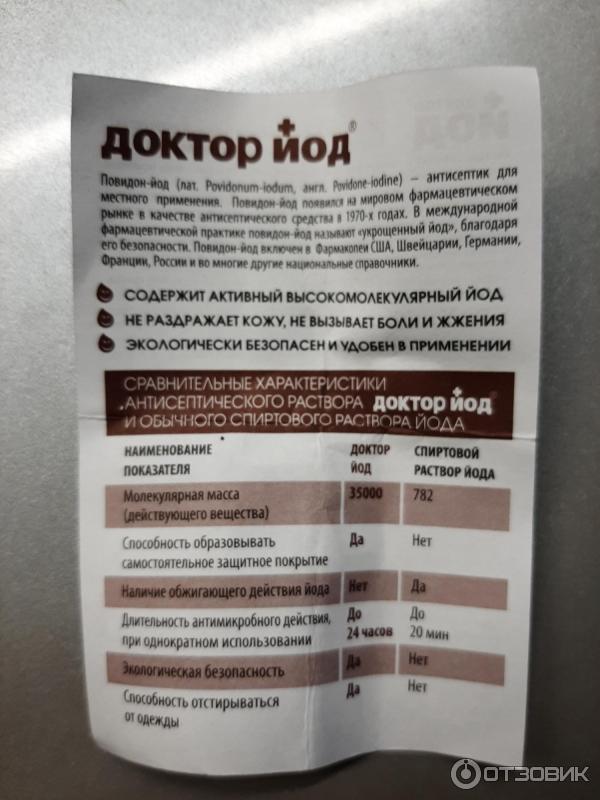 ДОКТОР ЙОД®
Повидон-йод (лат. Povidonum-iodum, англ. Povidone-iodine) – антисептик для
местного применения. Повидон-йод появился на мировом фармацевтическом
рынке в качестве антисептического средства в 1970-х годах. В международной
фармацевтической практике повидон-йод называют «укрощенный йод», благодаря
его безопасности. Повидон-йод включен в Фармакопеи США, Швейцарии, Германии,
Франции, России и во многие другие национальные справочники.
СОДЕРЖИТ АКТИВНЫЙ ВЫСОКОМОЛЕКУЛЯРНЫЙ ЙОД
НЕ РАЗДРАЖАЕТ КОЖУ, НЕ ВЫЗЫВАЕТ БОЛИ И ЖЖЕНИЯ
ЭКОЛОГИЧЕСКИ БЕЗОПАСЕН И УДОБЕН В ПРИМЕНЕНИИ
СРАВНИТЕЛЬНЫЕ ХАРАКТЕРИСТИКИ
АНТИСЕПТИЧЕСКОГО РАСТВОРА ДОКТОР ЙОД®
И ОБЫЧНОГО СПИРТОВОГО РАСТВОРА ЙОДА
НАИМЕНОВАНИЕ ДОКТОР СПИРТОВОЙ
ПОКАЗАТЕЛЯ ЙОД РАСТВОР ЙОДА
Молекулярная масса 35000 782
(действующего вещества)
Способность образовывать Да Нет
самостоятельное защитное покрытие
Наличие обжигающего действия йода Нет Да
Длительность антимикробного действия, До До
при однократном использовании 24 часов 20 мин
Экологическая безопасность Да Нет
Способность отстирываться Да Нет
от одежды
ОТЗОВИК